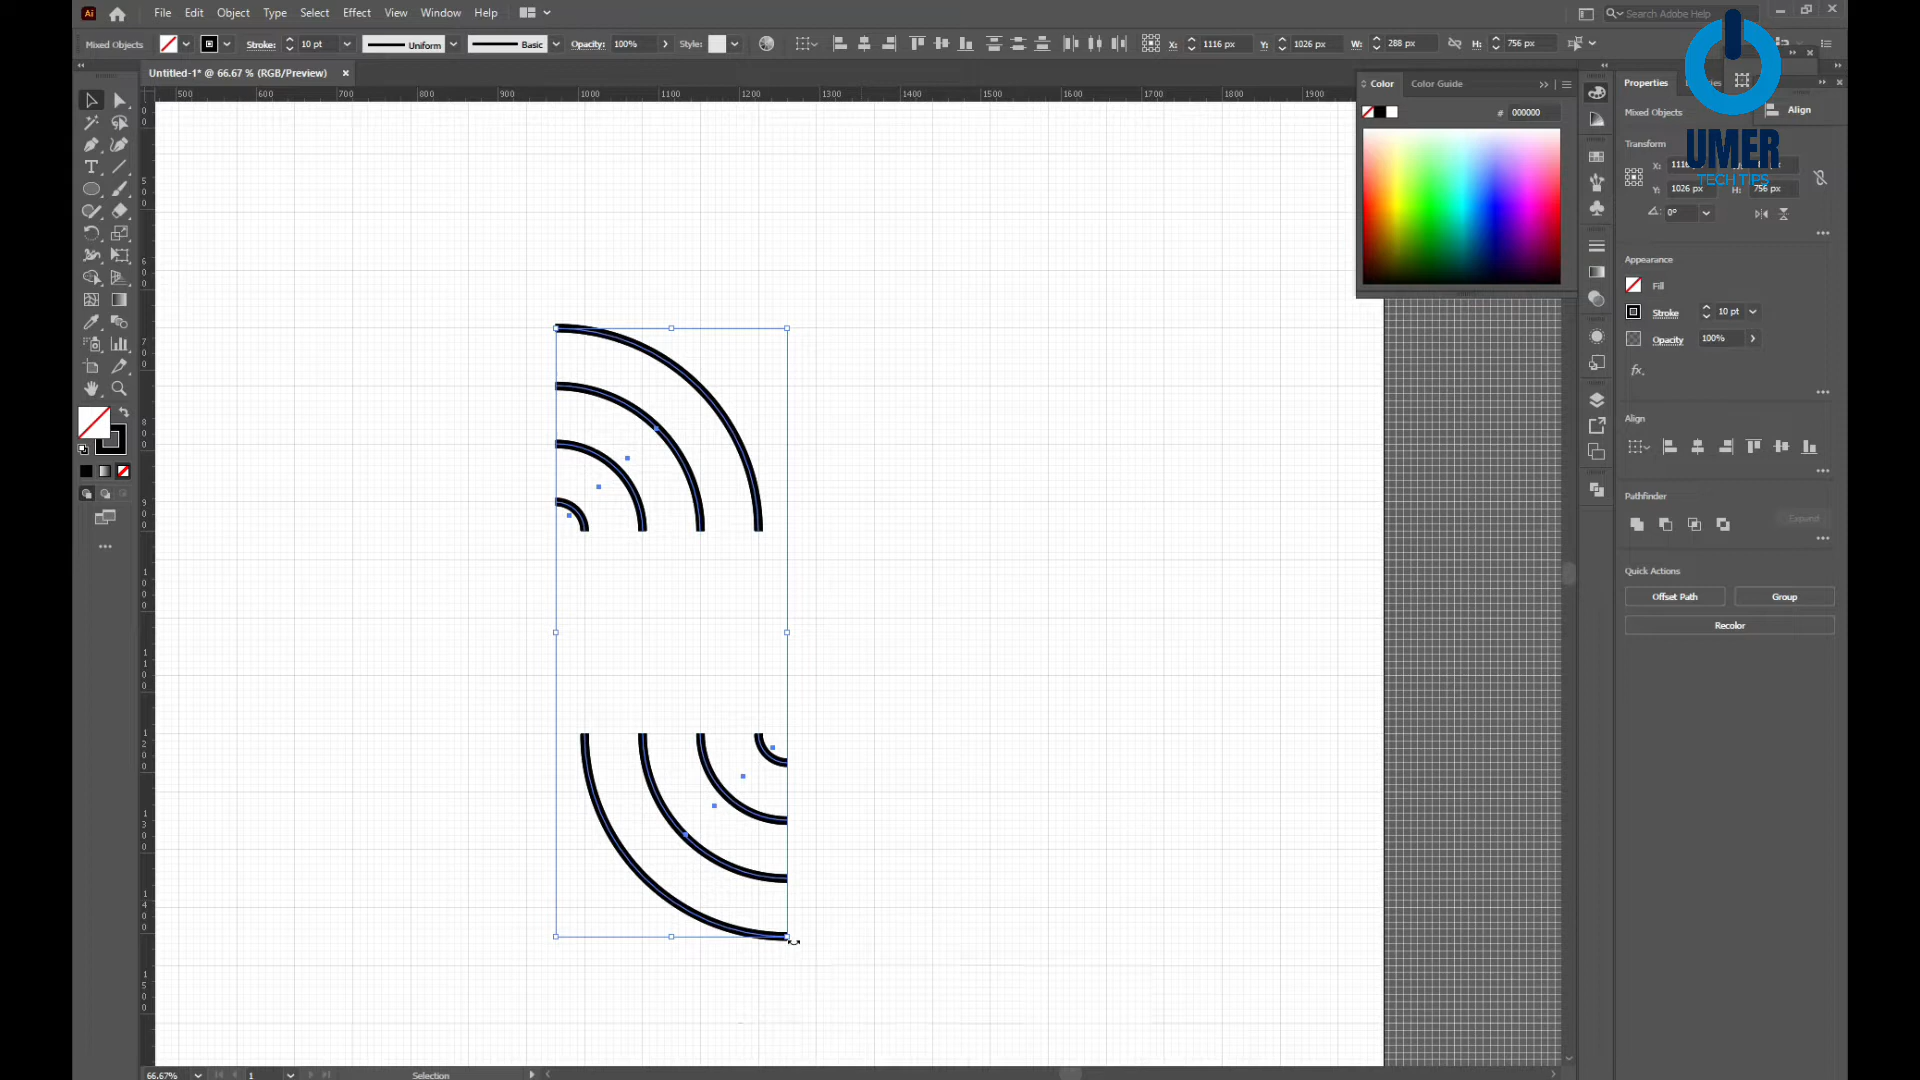 Ai File Edit Object Type Select Effect View Window Help Search Adobe Help
Mixed Objects Stroke: 10 pt Uniform Basic Opacity: 100% Style: X: 1116 px Y: 1026 px W: 288 px H: 756 px
Untitled-1* @ 66.67 % (RGB/Preview) ×
500 600 700 800 900 1000 1100 1200 1300 1400 1500 1600 1700 1800 1900
Color Color Guide
# 000000
Properties
Align
Mixed Objects
Transform
X: 1116
Y: 1026 px H: 756 px
0°
UMER
TECH TIPS
Appearance
Fill
Stroke 10 pt
Opacity 100%
fx.
Align
Pathfinder
Expand
Quick Actions
Offset Path Group
Recolor
66.67% 1 Selection